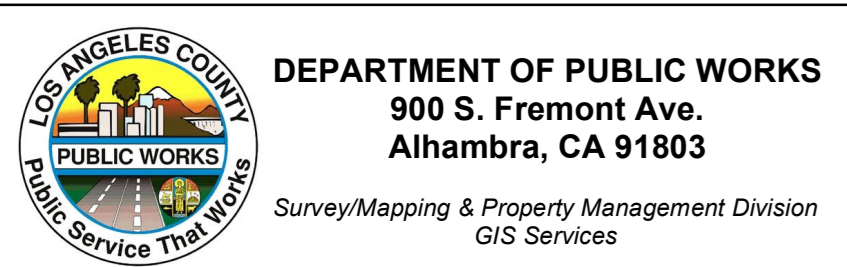 LOS ANGELES COUNTY
PUBLIC WORKS
Public Service That Works
DEPARTMENT OF PUBLIC WORKS
900 S. Fremont Ave.
Alhambra, CA 91803
Survey/Mapping & Property Management Division
GIS Services